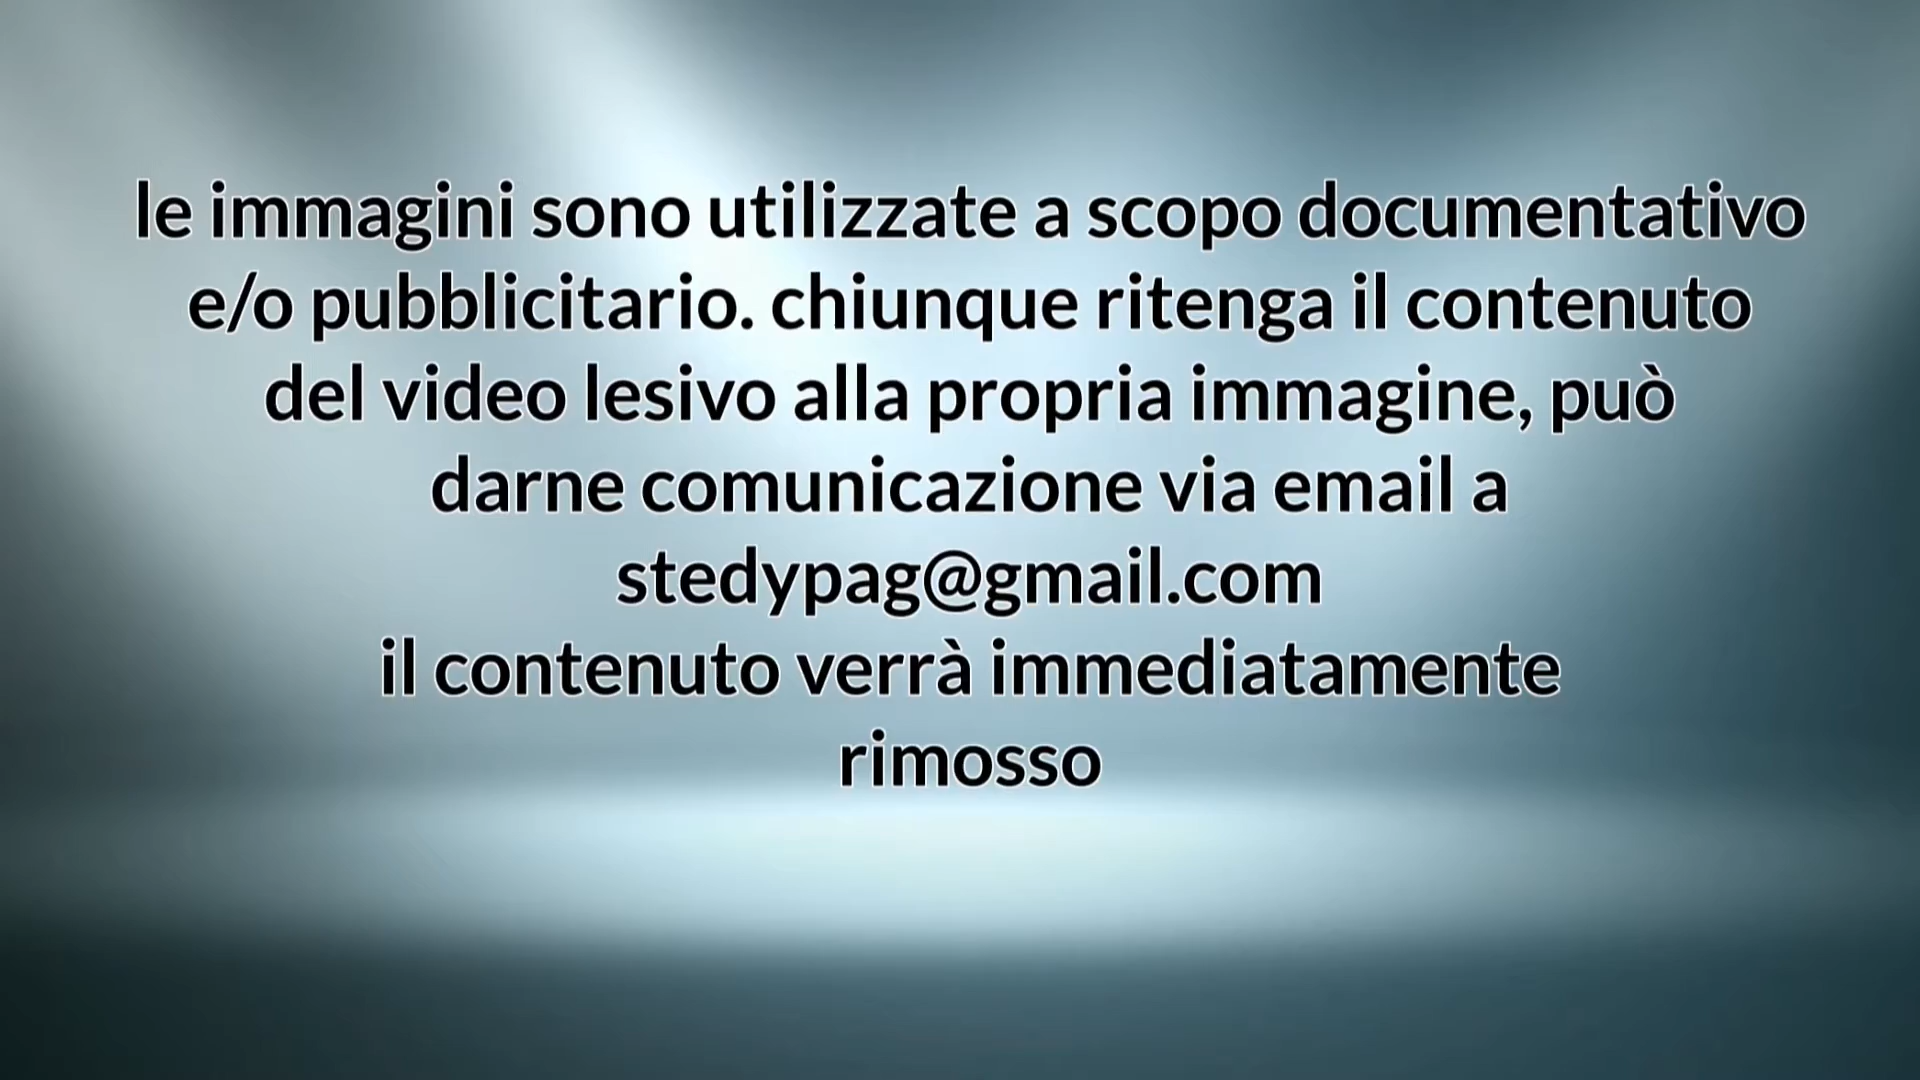 le immagini sono utilizzate a scopo documentativo
e/o pubblicitario. chiunque ritenga il contenuto
del video lesivo alla propria immagine, può
darne comunicazione via email a
stedypag@gmail.com
il contenuto verrà immediatamente
rimosso